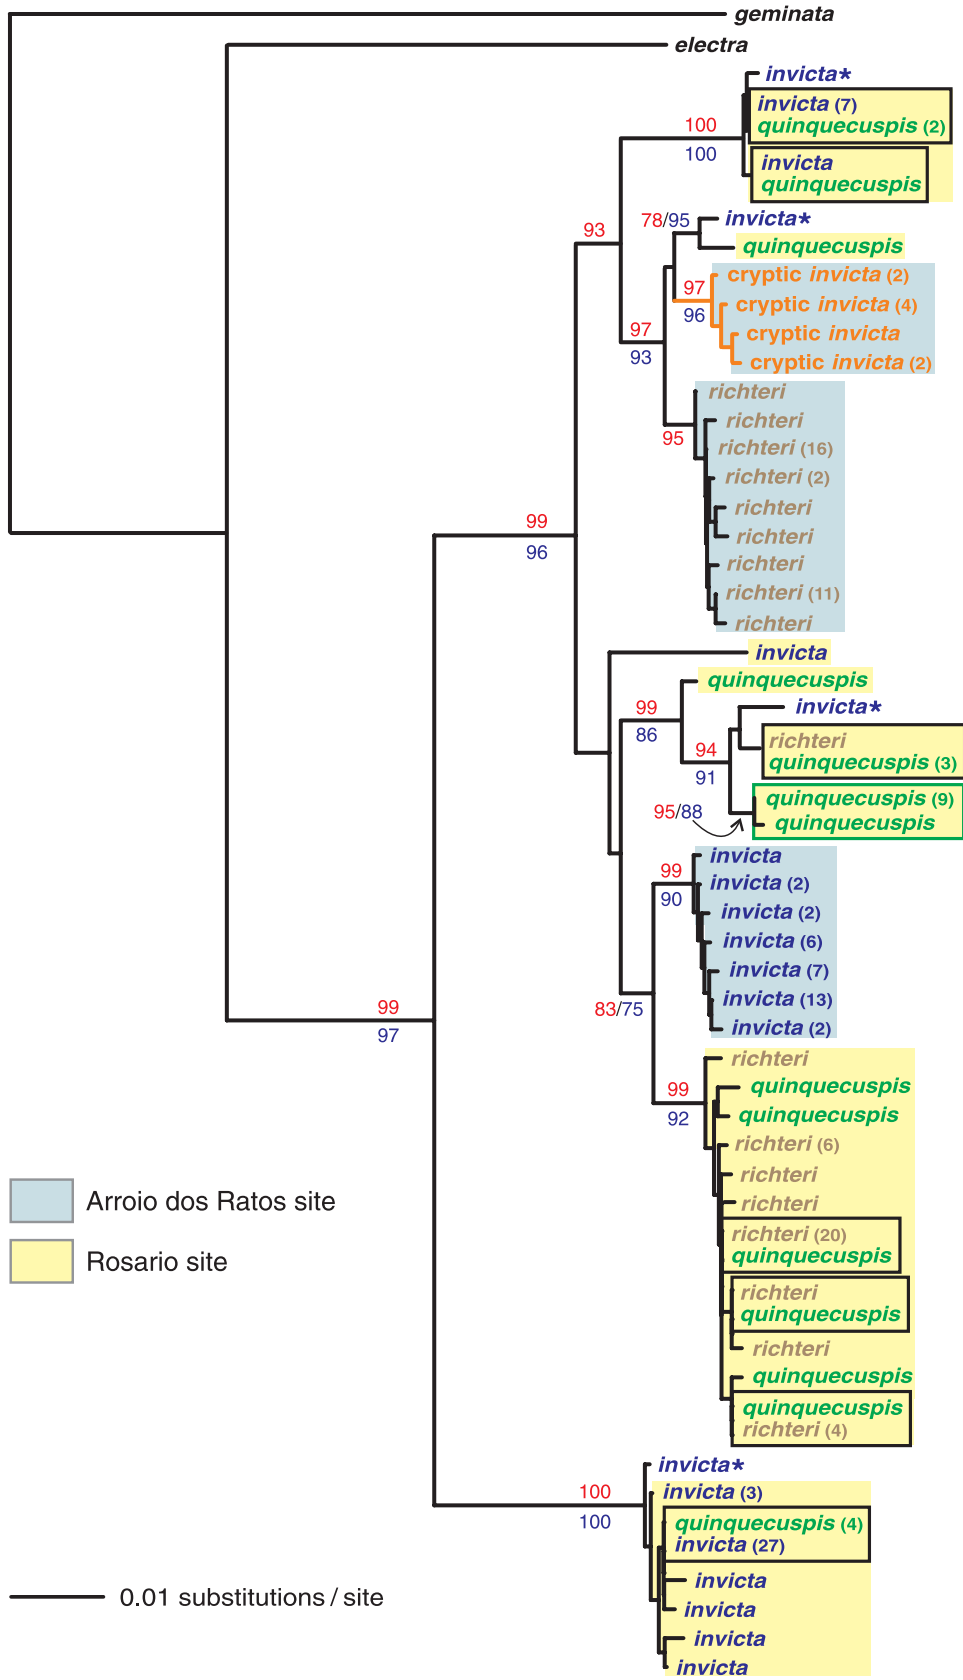 geminata
electra
invicta*
invicta (7)
100
quinquecuspis (2)
100
invicta
quinquecuspis
78/95
invicta*
93
quinquecuspis
cryptic invicta (2)
97
cryptic invicta (4)
96
97
cryptic invicta
93
cryptic invicta (2)
richteri
richteri
95
richteri (16)
richteri (2)
richteri
99
richteri
96
richteri
richteri (11)
richteri
invicta
quinquecuspis
99
invicta*
86
richteri
94
quinquecuspis (3)
91
quinquecuspis (9)
95/88
quinquecuspis
invicta
99
invicta (2)
90
invicta (2)
invicta (6)
invicta (7)
invicta (13)
99
83/75
invicta (2)
97
richteri
99
quinquecuspis
92
quinquecuspis
richteri (6)
richteri
Arroio dos Ratos site
richteri
richteri (20)
quinquecuspis
Rosario site
richteri
quinquecuspis
richteri
quinquecuspis
quinquecuspis
richteri (4)
invicta*
100
invicta (3)
100
quinquecuspis (4)
invicta (27)
invicta
0.01 substitutions / site
invicta
invicta
invicta